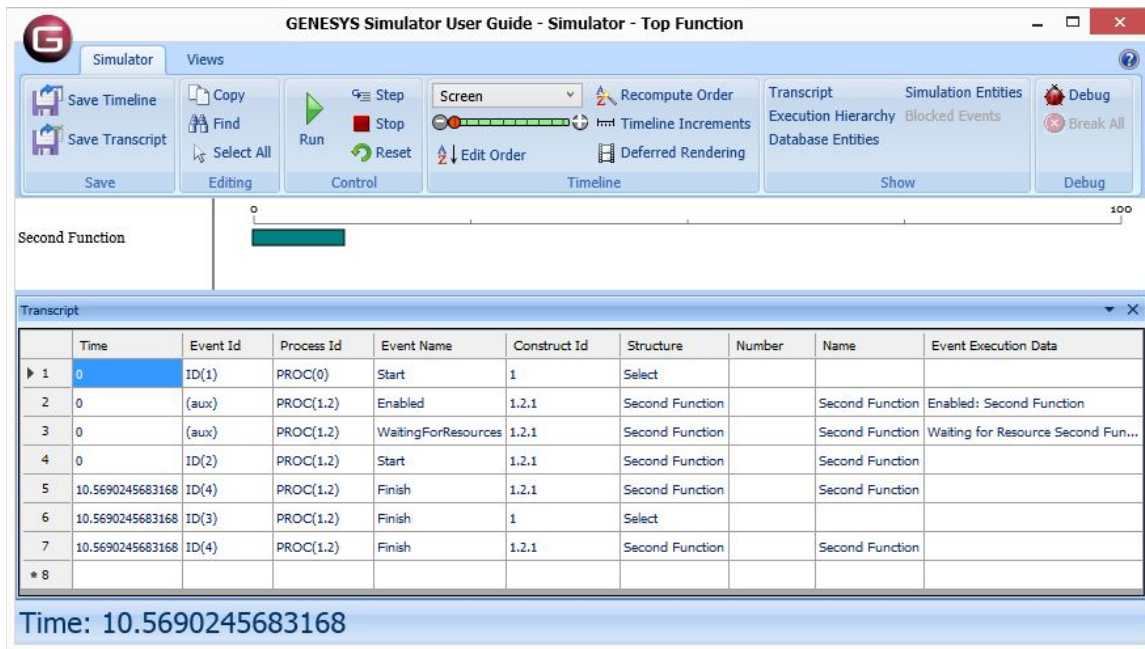 GENESYS Simulator User Guide - Simulator - Top Function
G
Simulator Views
Save Timeline
Save Transcript
Save
Copy
Find
Select All
Editing
Run
Step
Stop
Reset
Control
Screen
Edit Order
Recompute Order
Timeline Increments
Deferred Rendering
Timeline
Transcript Simulation Entities
Execution Hierarchy Blocked Events
Database Entities
Show
Debug
Break All
Debug
0 100
Second Function
Transcript
Time Event Id Process Id Event Name Construct Id Structure Number Name Event Execution Data
1 0 ID(1) PROC(0) Start 1 Select
2 0 (aux) PROC(1.2) Enabled 1.2.1 Second Function Second Function Enabled: Second Function
3 0 (aux) PROC(1.2) WaitingForResources 1.2.1 Second Function Second Function Waiting for Resource Second Fun...
4 0 ID(2) PROC(1.2) Start 1.2.1 Second Function Second Function
5 10.5690245683168 ID(4) PROC(1.2) Finish 1.2.1 Second Function Second Function
6 10.5690245683168 ID(3) PROC(1.2) Finish 1 Select
7 10.5690245683168 ID(4) PROC(1.2) Finish 1.2.1 Second Function Second Function
* 8
Time: 10.5690245683168